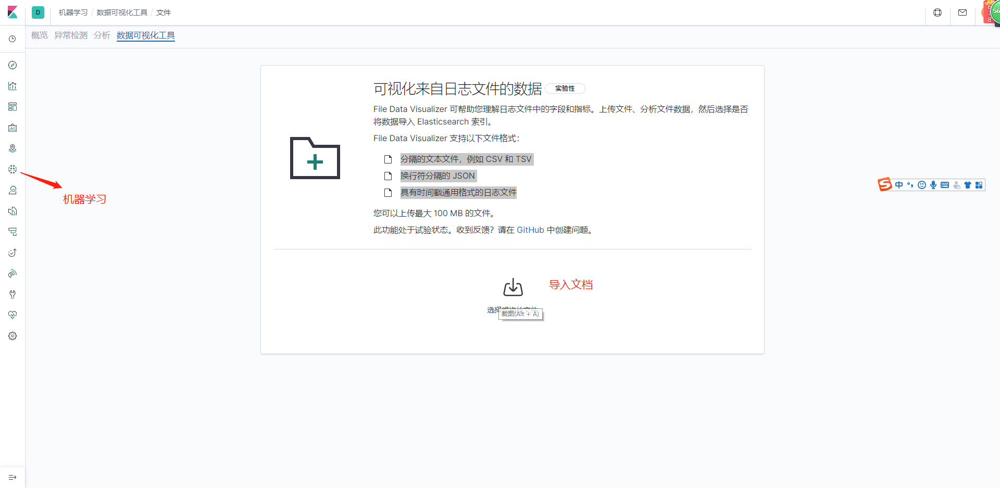 D
机器学习 / 数据可视化工具 / 文件
56
概览 异常检测 分析 数据可视化工具
可视化来自日志文件的数据 实验性
File Data Visualizer 可帮助您理解日志文件中的字段和指标。上传文件、分析文件数据，然后选择是否
将数据导入 Elasticsearch 索引。
File Data Visualizer 支持以下文件格式：
分隔的文本文件，例如 CSV 和 TSV
换行符分隔的 JSON
具有时间戳通用格式的日志文件
您可以上传最大 100 MB 的文件。
此功能处于试验状态。收到反馈？请在 GitHub 中创建问题。
机器学习
S 中
导入文档
选择或拖放文件
截图(Alt + A)